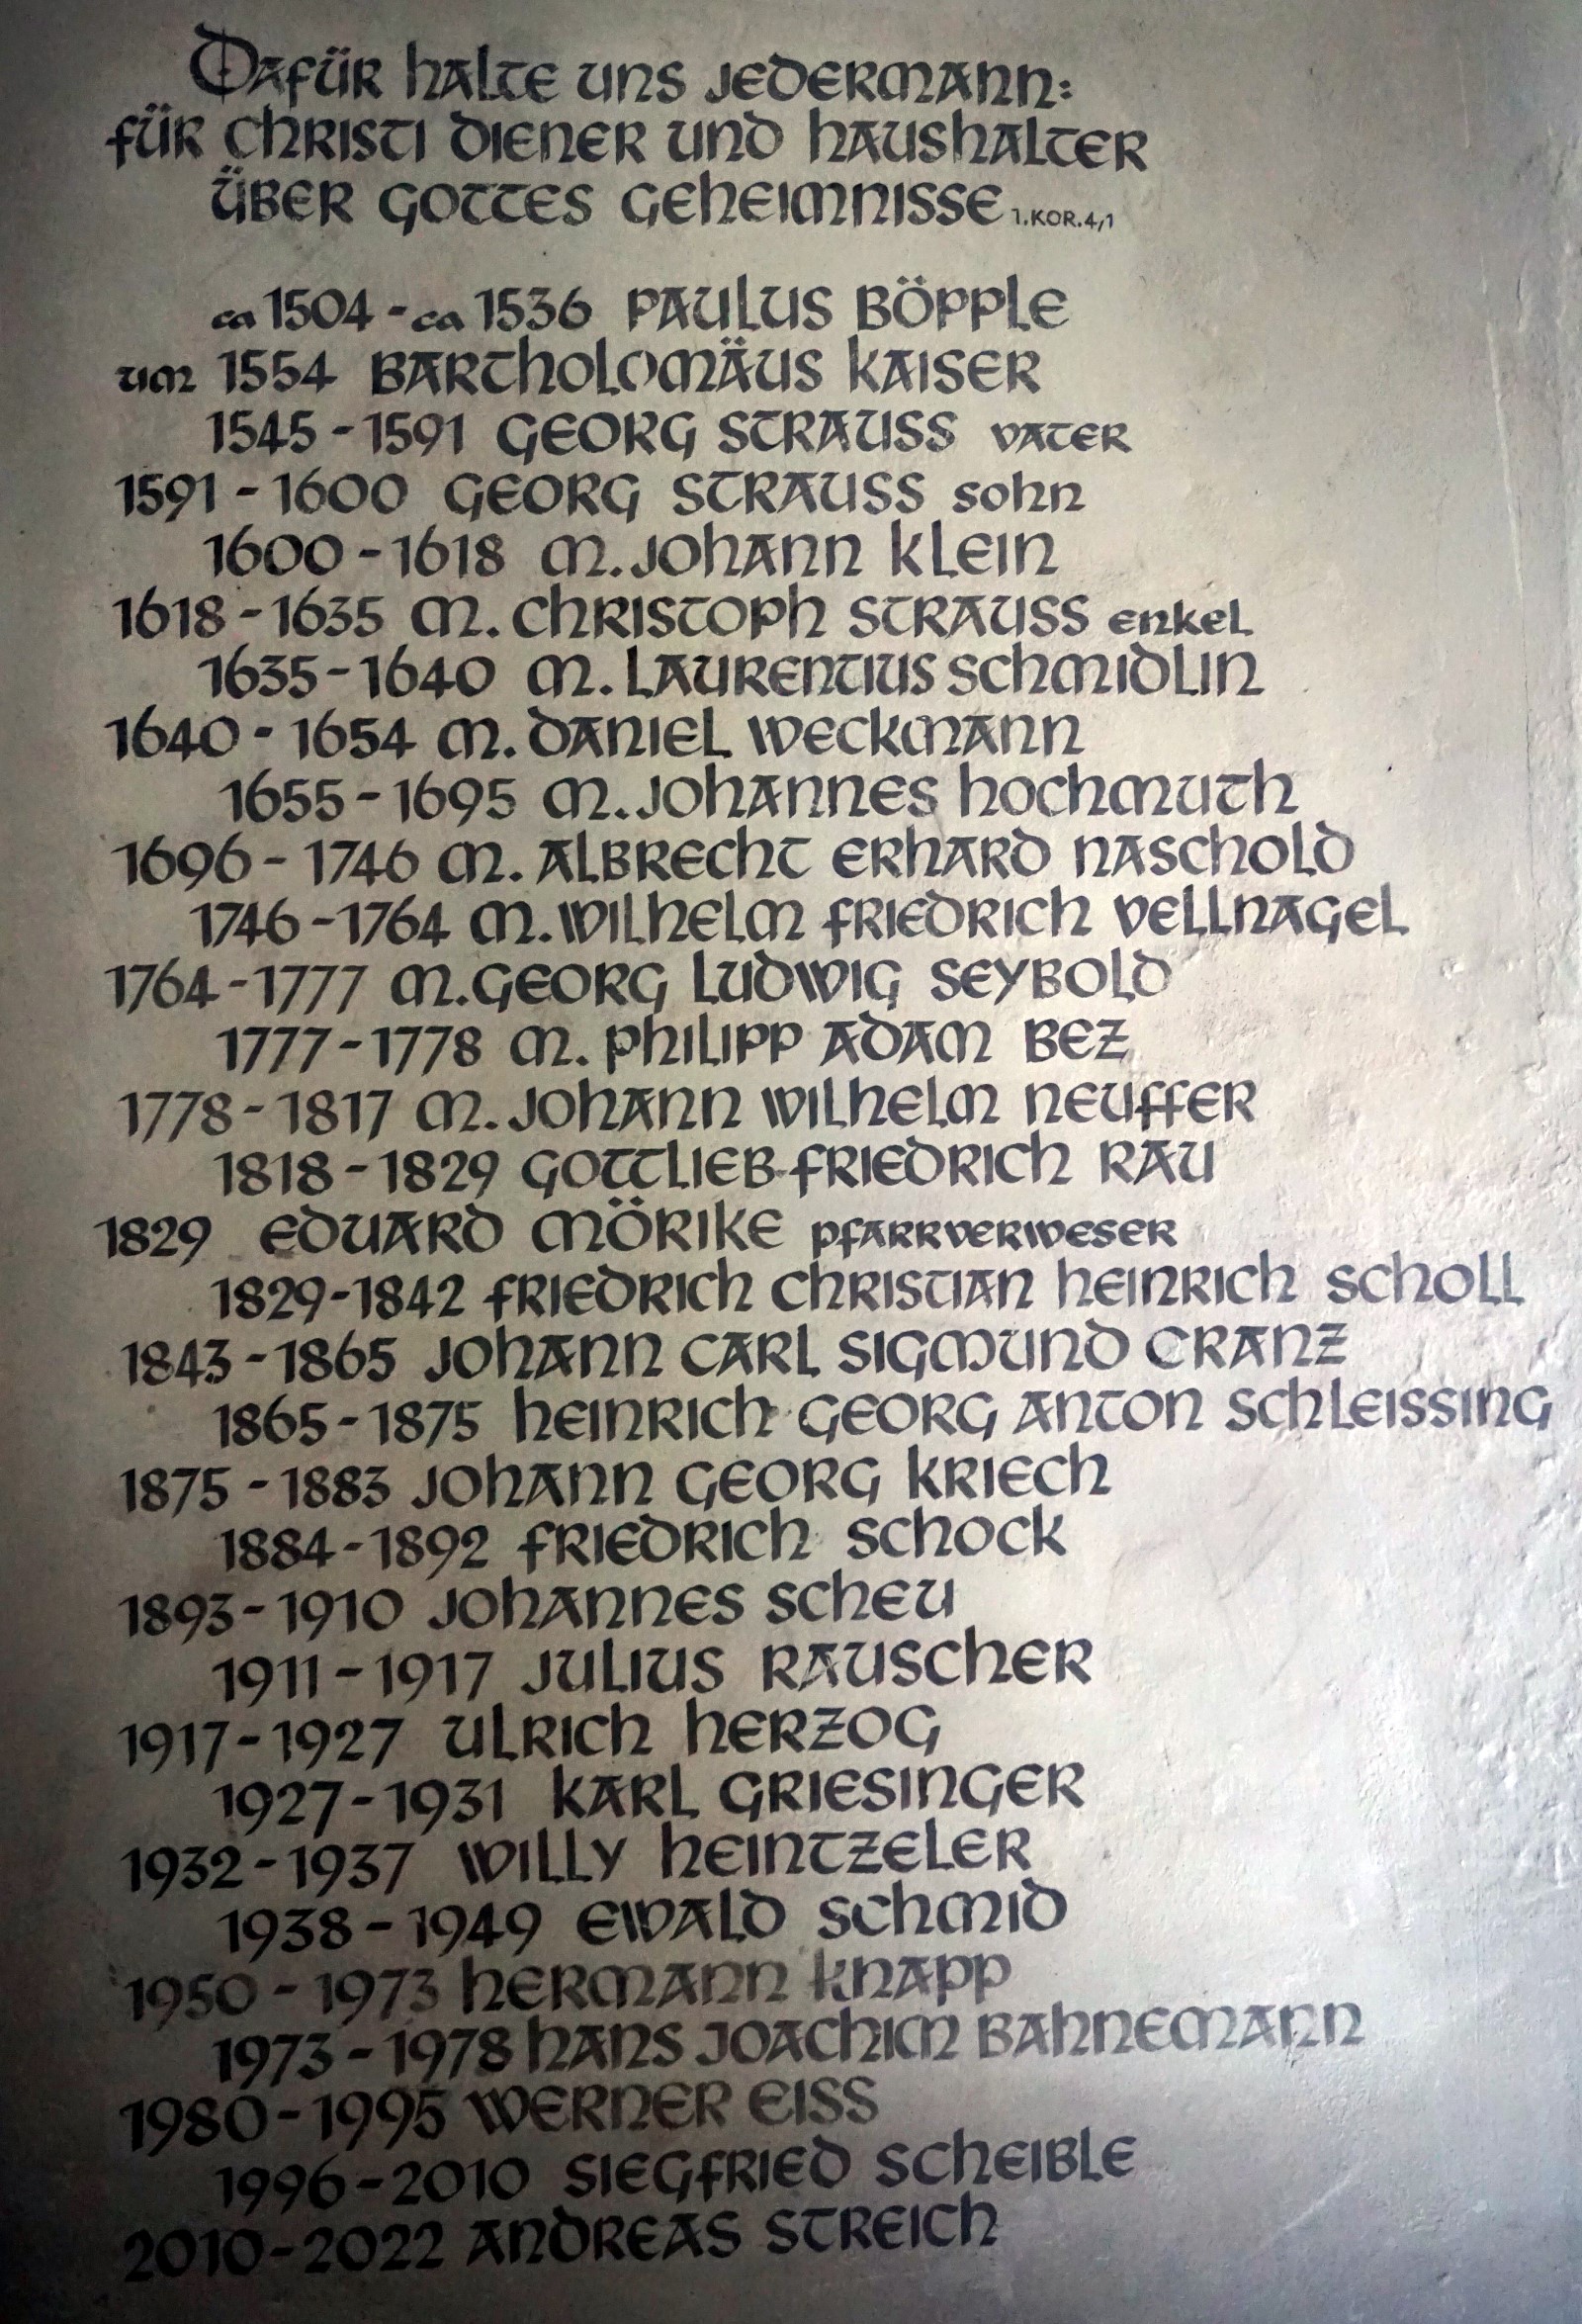 Dafür halte uns jedermann:
für Christi Diener und Haushalter
über Gottes Geheimnisse 1.KOR.4,1
ca 1504 - ca 1536 Paulus Böpple
um 1554 Bartholomäus Kaiser
1545 - 1591 Georg Strauss Vater
1591 - 1600 Georg Strauss Sohn
1600 - 1618 M. Johann Klein
1618 - 1635 M. Christoph Strauss Enkel
1635 - 1640 M. Laurentius Schmidlin
1640 - 1654 M. Daniel Weckmann
1655 - 1695 M. Johannes Hochmuth
1696 - 1746 M. Albrecht Erhard Naschold
1746 - 1764 M. Wilhelm Friedrich Vellnagel
1764 - 1777 M. Georg Ludwig Seybold
1777 - 1778 M. Philipp Adam Bez
1778 - 1817 M. Johann Wilhelm Neuffer
1818 - 1829 Gottlieb Friedrich Rau
1829 Eduard Mörike Pfarrverweser
1829 - 1842 Friedrich Christian Heinrich Scholl
1843 - 1865 Johann Carl Sigmund Cranz
1865 - 1875 Heinrich Georg Anton Schleissing
1875 - 1883 Johann Georg Kriech
1884 - 1892 Friedrich Schock
1893 - 1910 Johannes Scheu
1911 - 1917 Julius Rauscher
1917 - 1927 Ulrich Herzog
1927 - 1931 Karl Griesinger
1932 - 1937 Willy Heintzeler
1938 - 1949 Ewald Schmid
1950 - 1973 Hermann Knapp
1973 - 1978 Hans Joachim Bahnemann
1980 - 1995 Werner Eiss
1996 - 2010 Siegfried Scheible
2010 - 2022 Andreas Streich